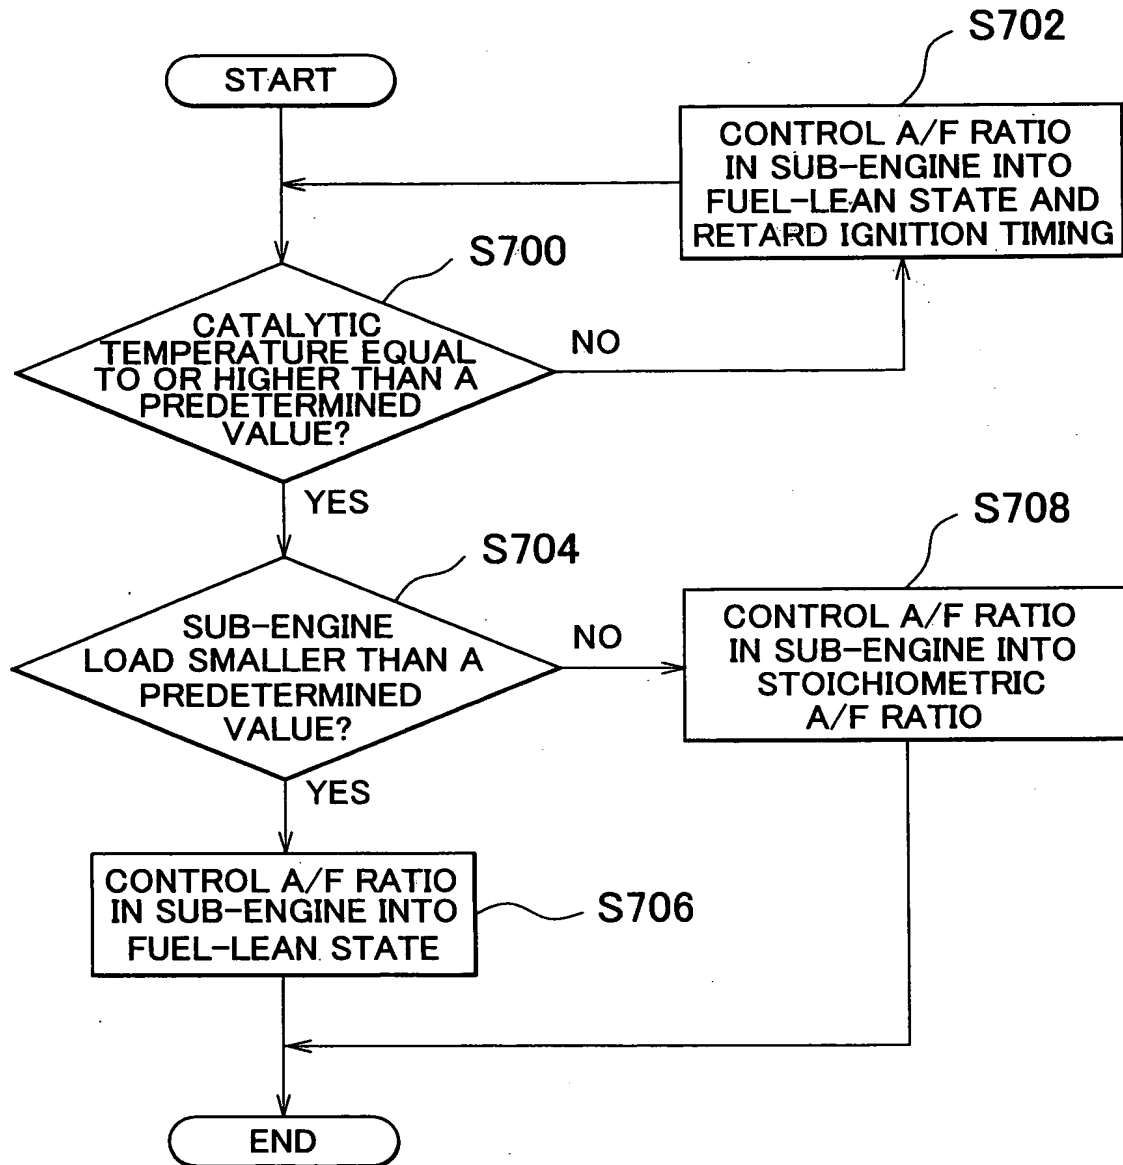 S702
START
CONTROL A/F RATIO
IN SUB-ENGINE INTO
FUEL-LEAN STATE AND
RETARD IGNITION TIMING
S700
CATALYTIC
TEMPERATURE EQUAL
TO OR HIGHER THAN A
PREDETERMINED
VALUE?
NO
YES
S708
S704
CONTROL A/F RATIO
IN SUB-ENGINE INTO
STOICHIOMETRIC
A/F RATIO
SUB-ENGINE
LOAD SMALLER THAN A
PREDETERMINED
VALUE?
NO
YES
CONTROL A/F RATIO
IN SUB-ENGINE INTO
FUEL-LEAN STATE
S706
END